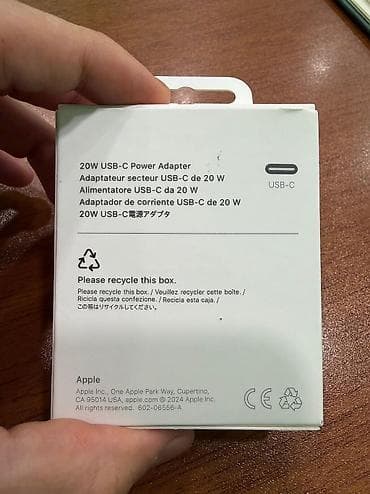 20W USB-C Power Adapter
Adaptateur secteur USB-C de 20 W
Alimentatore USB-C da 20 W
Adaptador de corriente USB-C de 20 W
20W USB-C電源アダプタ
USB-C
Please recycle this box.
Please recycle this box. / Veuillez recycler cette boîte. /
Ricicla questa confezione. / Recicla esta caja. /
この箱はリサイクルしてください。
Apple
Apple Inc., One Apple Park Way, Cupertino,
CA 95014 USA, apple.com © 2024 Apple Inc.
All rights reserved. 602-06556-A
CE